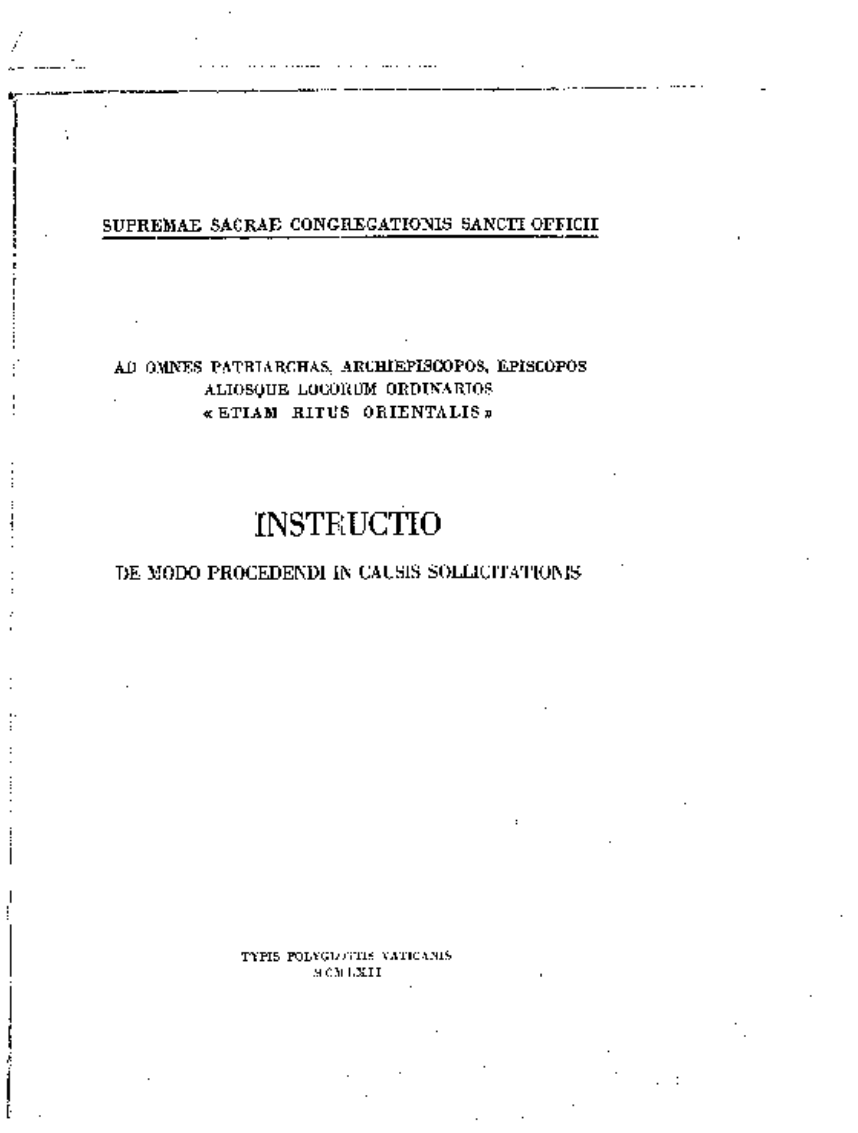 SUPREMAE SACRAE CONGREGATIONIS SANCTI OFFICII
AD OMNES PATRIARCHAS, ARCHIEPISCOPOS, EPISCOPOS
ALIOSQUE LOCORUM ORDINARIOS
« ETIAM RITUS ORIENTALIS »
INSTRUCTIO
DE MODO PROCEDENDI IN CAUSIS SOLLICITATIONIS
TYPIS POLYGLOTTIS VATICANIS
MCMLXII